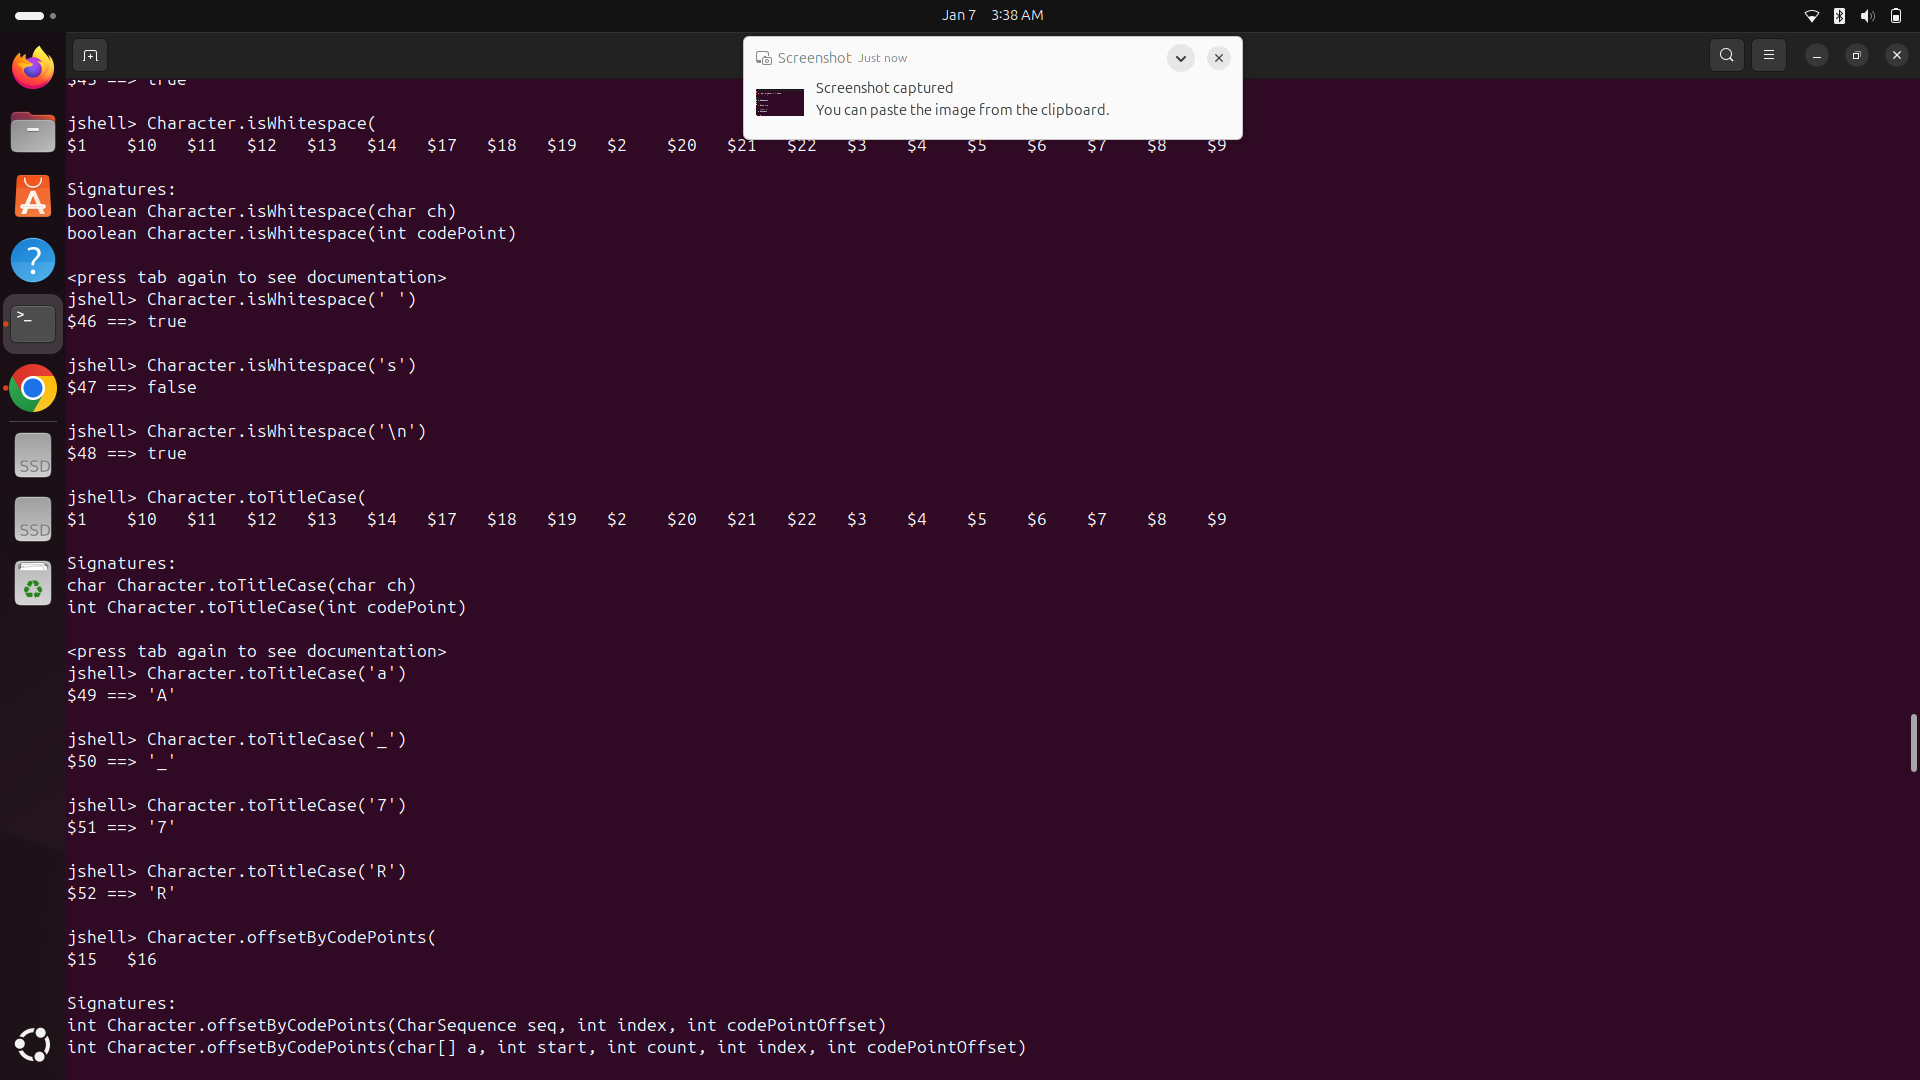 Jan 7 3:38 AM
Screenshot Just now
Screenshot captured
You can paste the image from the clipboard.
$45 ==> true
jshell> Character.isWhitespace(
$1 $10 $11 $12 $13 $14 $17 $18 $19 $2 $20 $21 $22 $3 $4 $5 $6 $7 $8 $9
Signatures:
boolean Character.isWhitespace(char ch)
boolean Character.isWhitespace(int codePoint)
<press tab again to see documentation>
jshell> Character.isWhitespace(' ')
$46 ==> true
jshell> Character.isWhitespace('s')
$47 ==> false
jshell> Character.isWhitespace('\n')
$48 ==> true
jshell> Character.toTitleCase(
$1 $10 $11 $12 $13 $14 $17 $18 $19 $2 $20 $21 $22 $3 $4 $5 $6 $7 $8 $9
Signatures:
char Character.toTitleCase(char ch)
int Character.toTitleCase(int codePoint)
<press tab again to see documentation>
jshell> Character.toTitleCase('a')
$49 ==> 'A'
jshell> Character.toTitleCase('_')
$50 ==> '_'
jshell> Character.toTitleCase('7')
$51 ==> '7'
jshell> Character.toTitleCase('R')
$52 ==> 'R'
jshell> Character.offsetByCodePoints(
$15 $16
Signatures:
int Character.offsetByCodePoints(CharSequence seq, int index, int codePointOffset)
int Character.offsetByCodePoints(char[] a, int start, int count, int index, int codePointOffset)
SSD
SSD